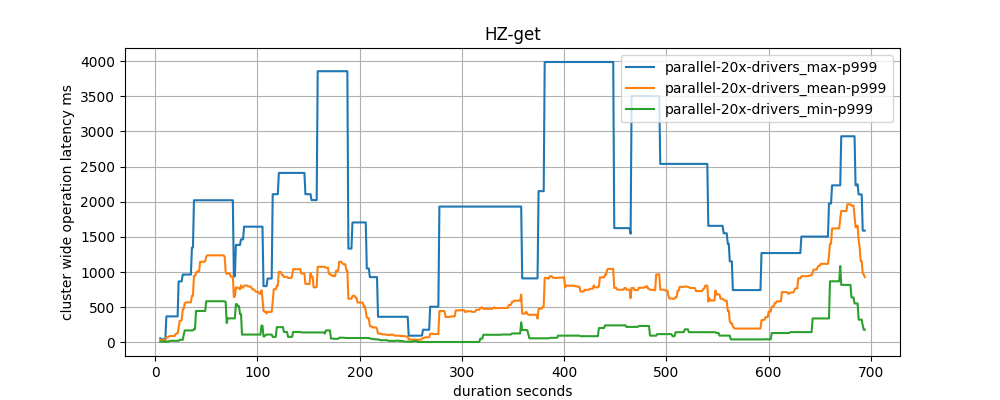 HZ-get
cluster wide operation latency ms
4000
3500
3000
2500
2000
1500
1000
500
0
parallel-20x-drivers_max-p999
parallel-20x-drivers_mean-p999
parallel-20x-drivers_min-p999
0 100 200 300 400 500 600 700
duration seconds